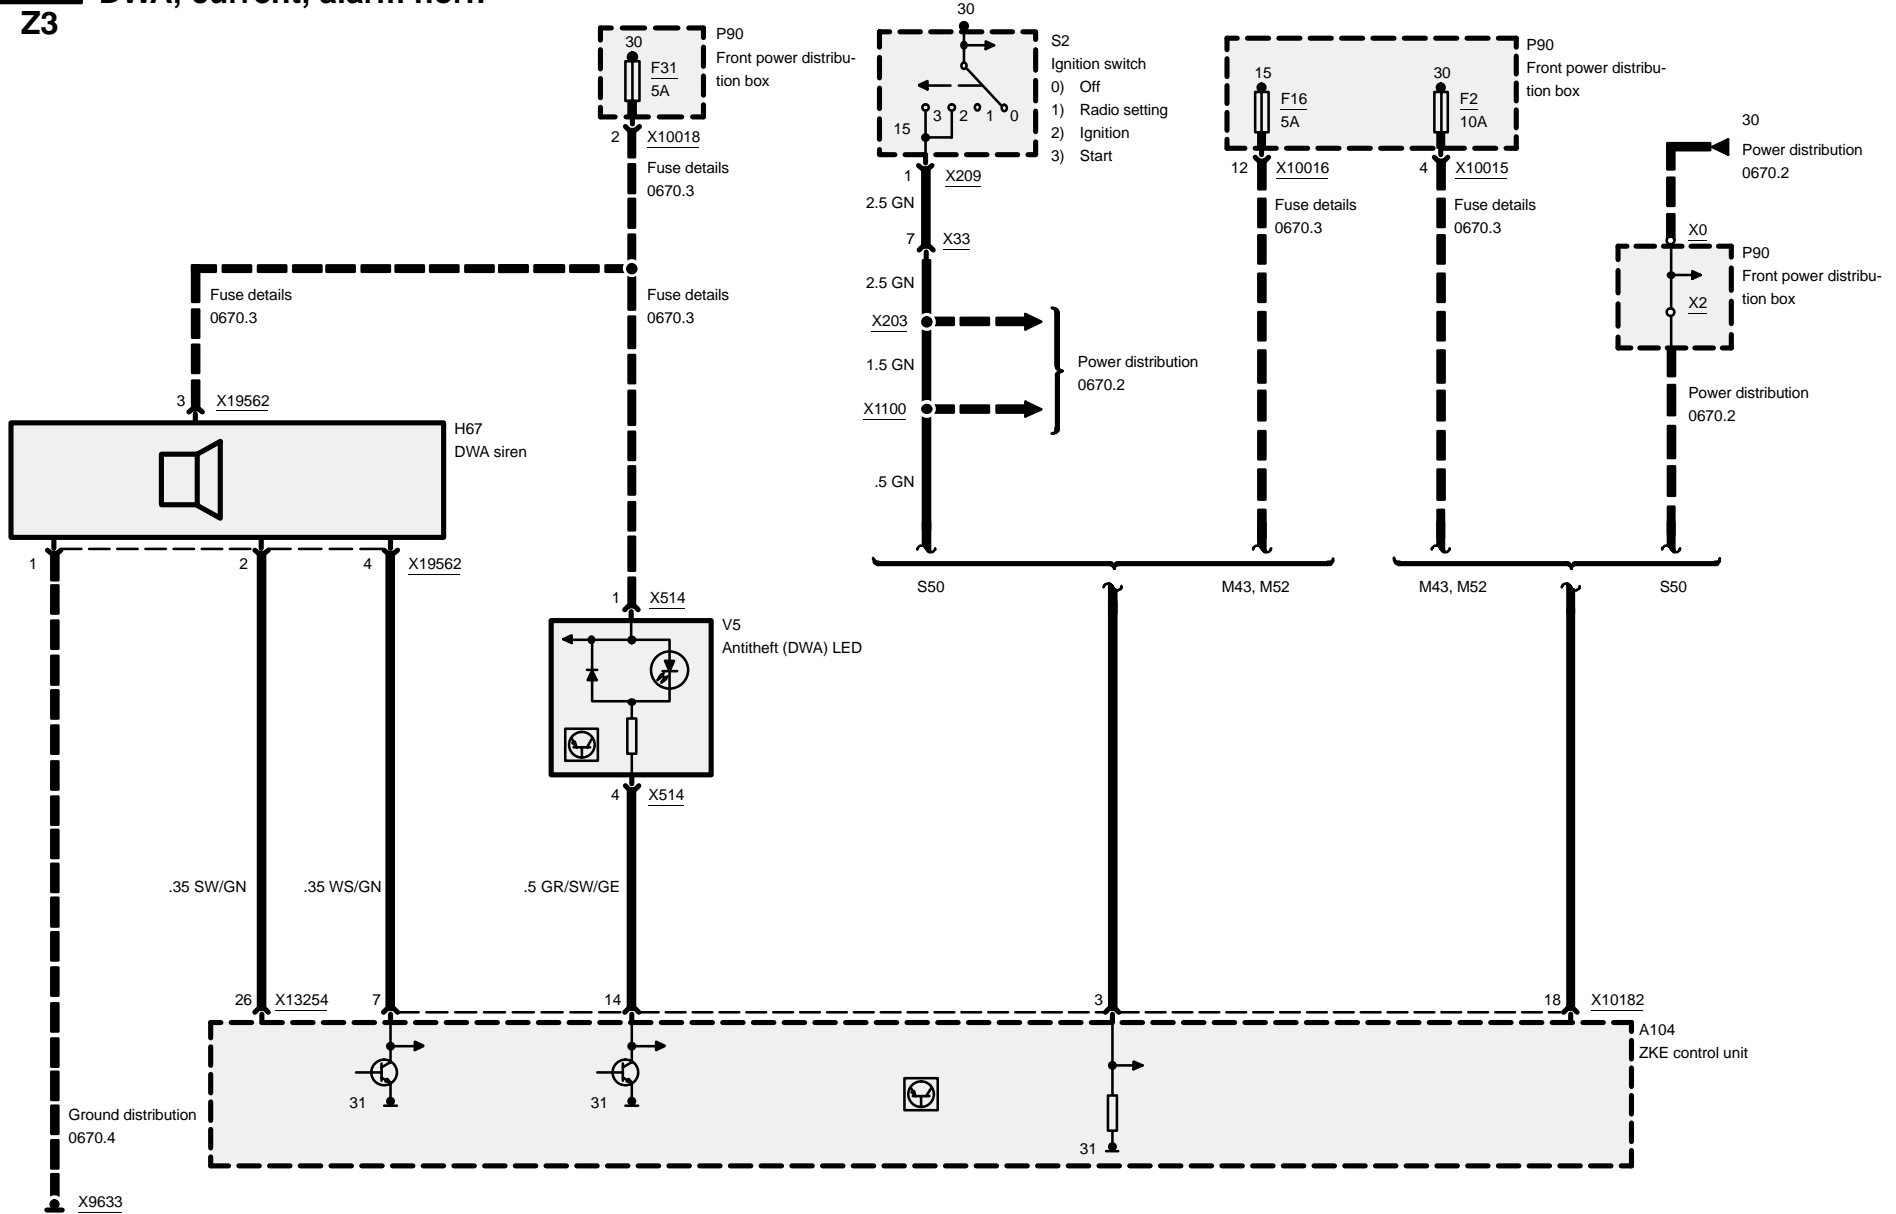 DWA, current, alarm horn
Z3
30
F31
5A
P90
Front power distribu-
tion box
2
X10018
Fuse details
0670.3
Fuse details
0670.3
Fuse details
0670.3
30
S2
Ignition switch
0) Off
1) Radio setting
2) Ignition
3) Start
3 2 1 0
15
1
X209
2.5 GN
7
X33
2.5 GN
X203
1.5 GN
X1100
.5 GN
Power distribution
0670.2
15
F16
5A
30
F2
10A
P90
Front power distribu-
tion box
12
X10016
Fuse details
0670.3
4
X10015
Fuse details
0670.3
30
Power distribution
0670.2
X0
P90
Front power distribu-
tion box
X2
Power distribution
0670.2
3
X19562
H67
DWA siren
1
2
4
X19562
S50
M43, M52
M43, M52
S50
1
X514
V5
Antitheft (DWA) LED
4
X514
.35 SW/GN
.35 WS/GN
.5 GR/SW/GE
26
X13254
7
14
3
18
X10182
A104
ZKE control unit
31
31
31
Ground distribution
0670.4
X9633